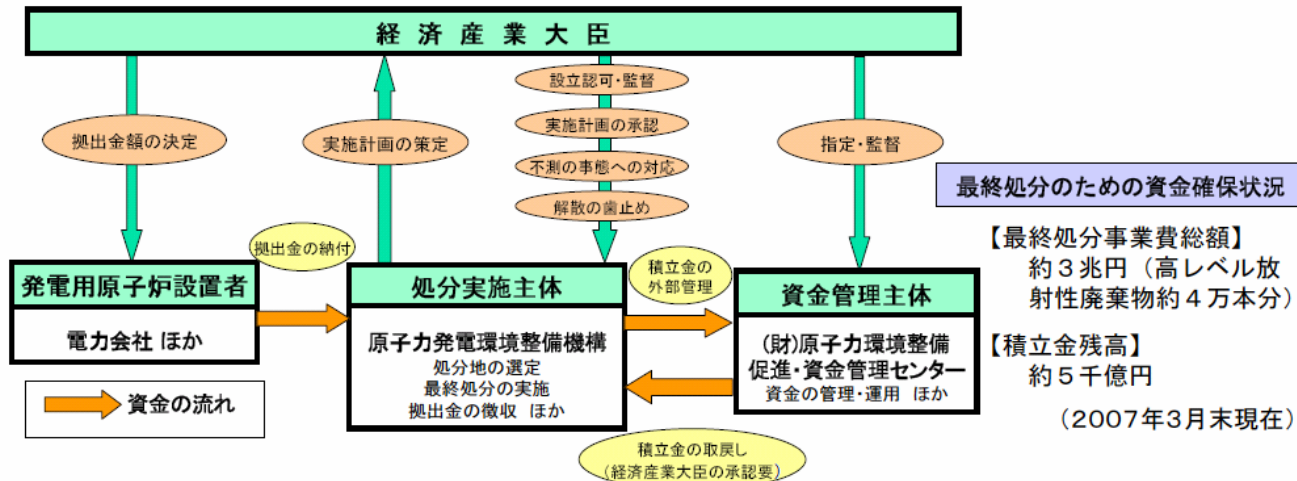 経済産業大臣
拠出金額の決定
実施計画の策定
設立認可・監督
実施計画の承認
不測の事態への対応
解散の歯止め
指定・監督
拠出金の納付
発電用原子炉設置者
電力会社 ほか
処分実施主体
原子力発電環境整備機構
処分地の選定
最終処分の実施
拠出金の徴収 ほか
積立金の
外部管理
資金管理主体
(財)原子力環境整備
促進・資金管理センター
資金の管理・運用 ほか
積立金の取戻し
(経済産業大臣の承認要)
資金の流れ
最終処分のための資金確保状況
【最終処分事業費総額】
約3兆円（高レベル放
射性廃棄物約4万本分）
【積立金残高】
約5千億円
（2007年3月末現在）